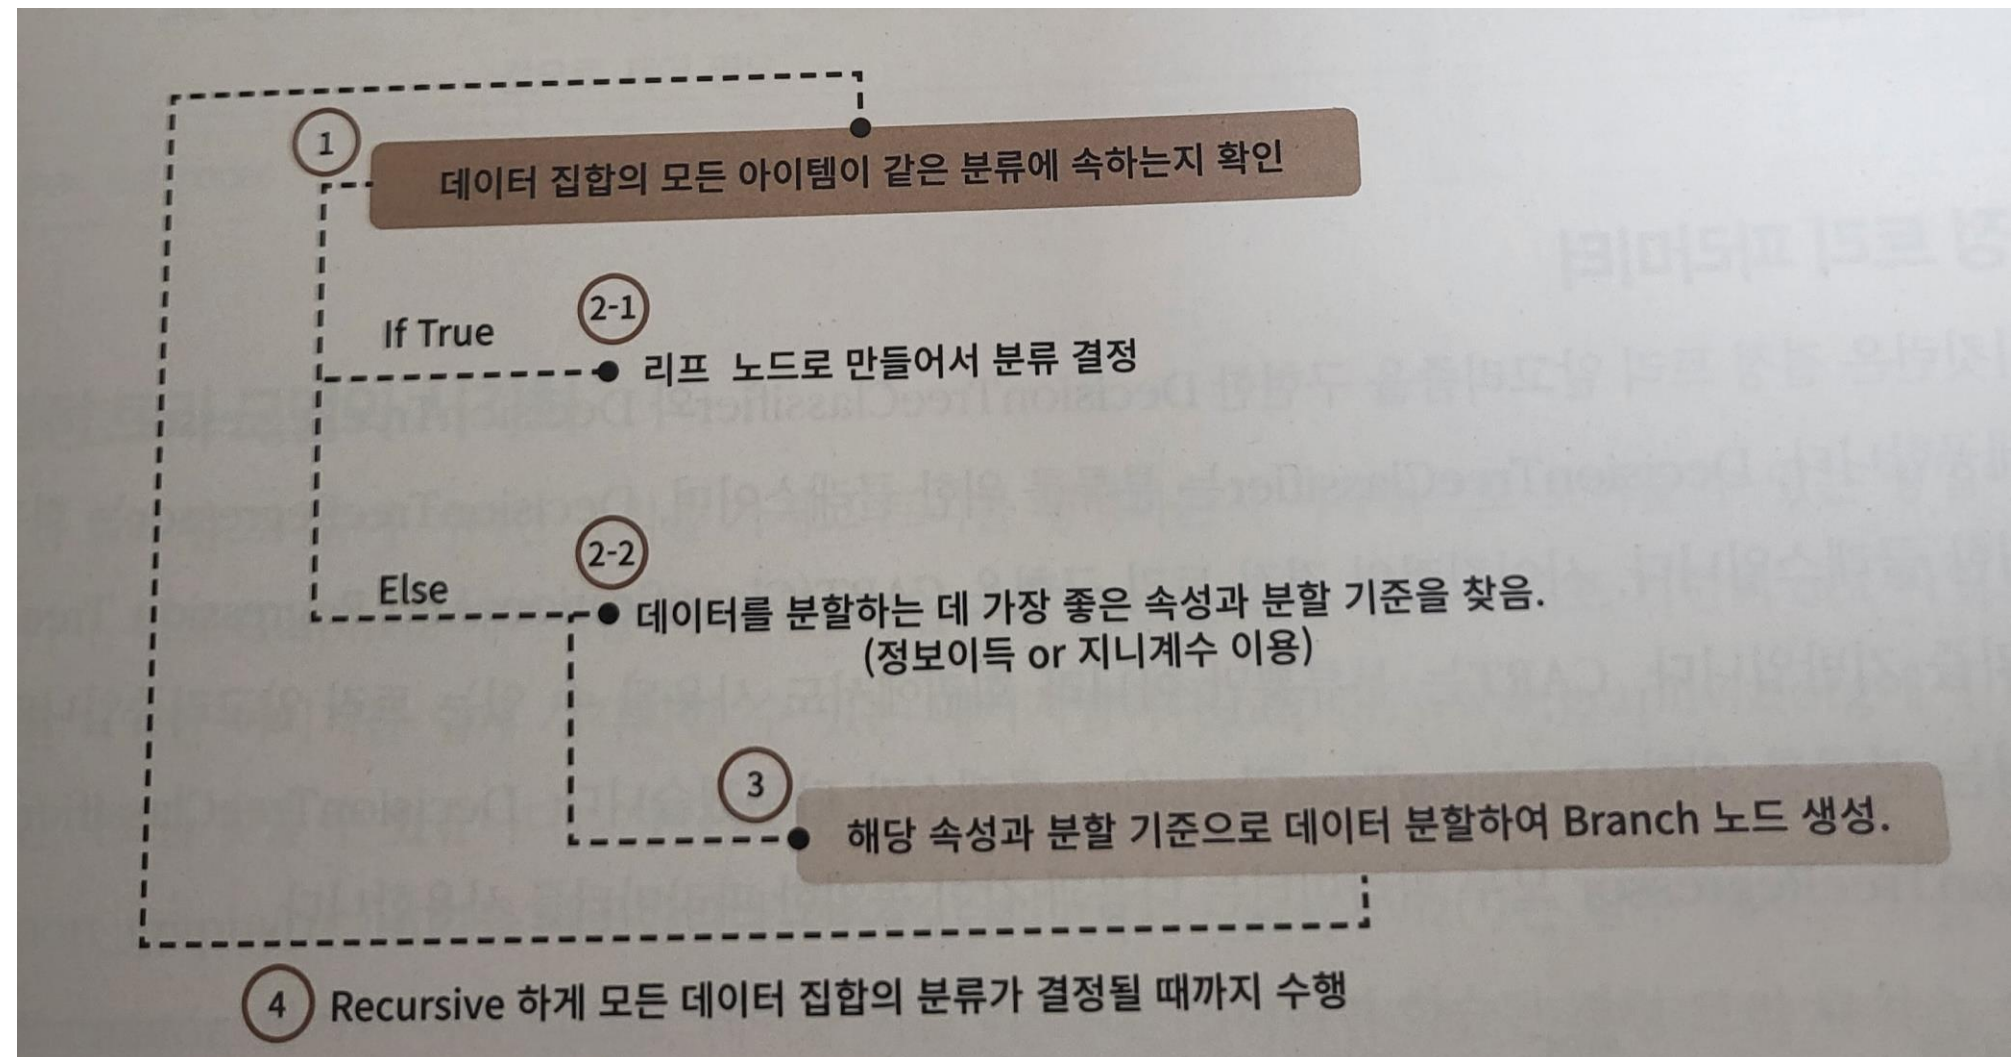 1
데이터 집합의 모든 아이템이 같은 분류에 속하는지 확인
If True
2-1
리프 노드로 만들어서 분류 결정
Else
2-2
데이터를 분할하는 데 가장 좋은 속성과 분할 기준을 찾음.
(정보이득 or 지니계수 이용)
3
해당 속성과 분할 기준으로 데이터 분할하여 Branch 노드 생성.
4 Recursive 하게 모든 데이터 집합의 분류가 결정될 때까지 수행